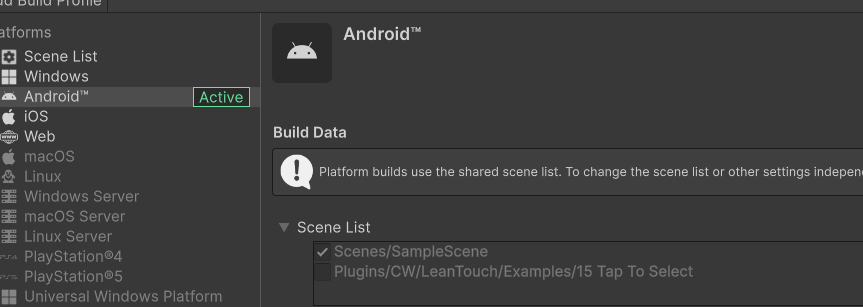 Build Profile
Platforms
Scene List
Windows
Android™
Active
iOS
Web
macOS
Linux
Windows Server
macOS Server
Linux Server
PlayStation®4
PlayStation®5
Universal Windows Platform
Android™
Build Data
Platform builds use the shared scene list. To change the scene list or other settings
Scene List
Scenes/SampleScene
Plugins/CW/LeanTouch/Examples/15 Tap To Select